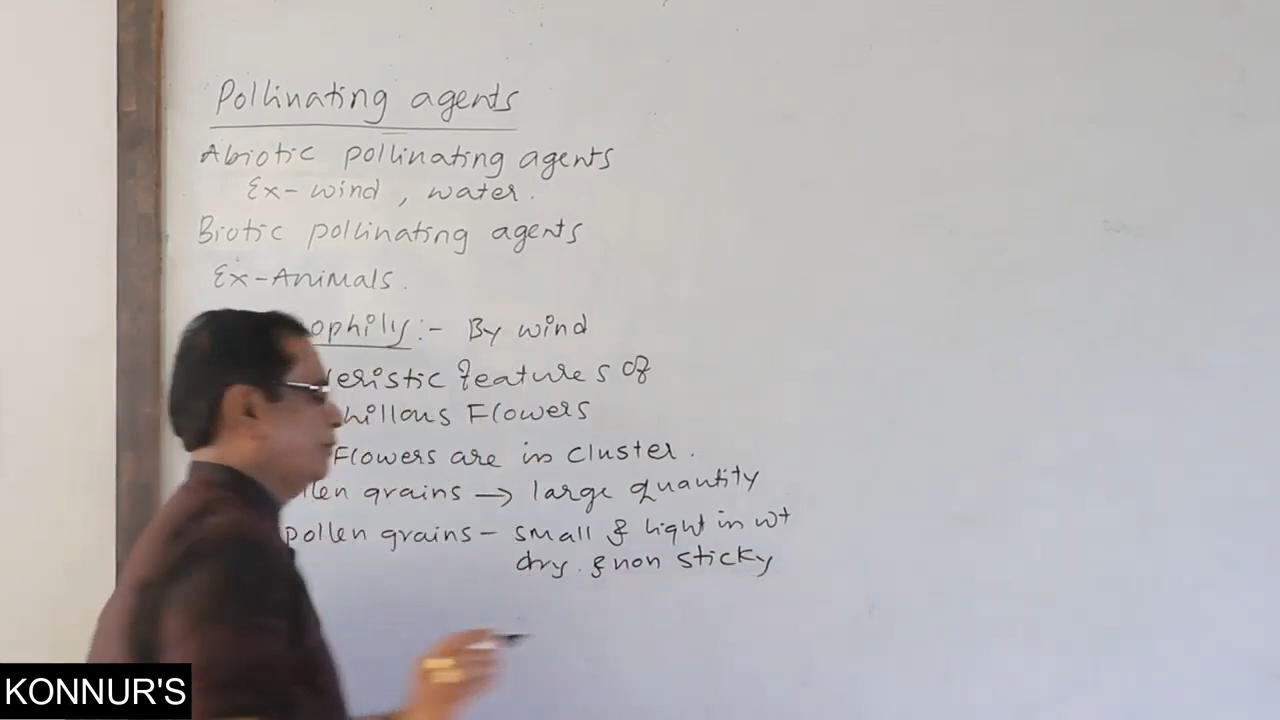 Pollinating agents
Abiotic pollinating agents
Ex- wind , water.
Biotic pollinating agents
Ex-Animals.
ophily:- By wind
eristic features of
hillous Flowers
Flowers are in cluster.
len grains → large quantity
pollen grains - small & light in wt
dry. & non sticky
KONNUR'S